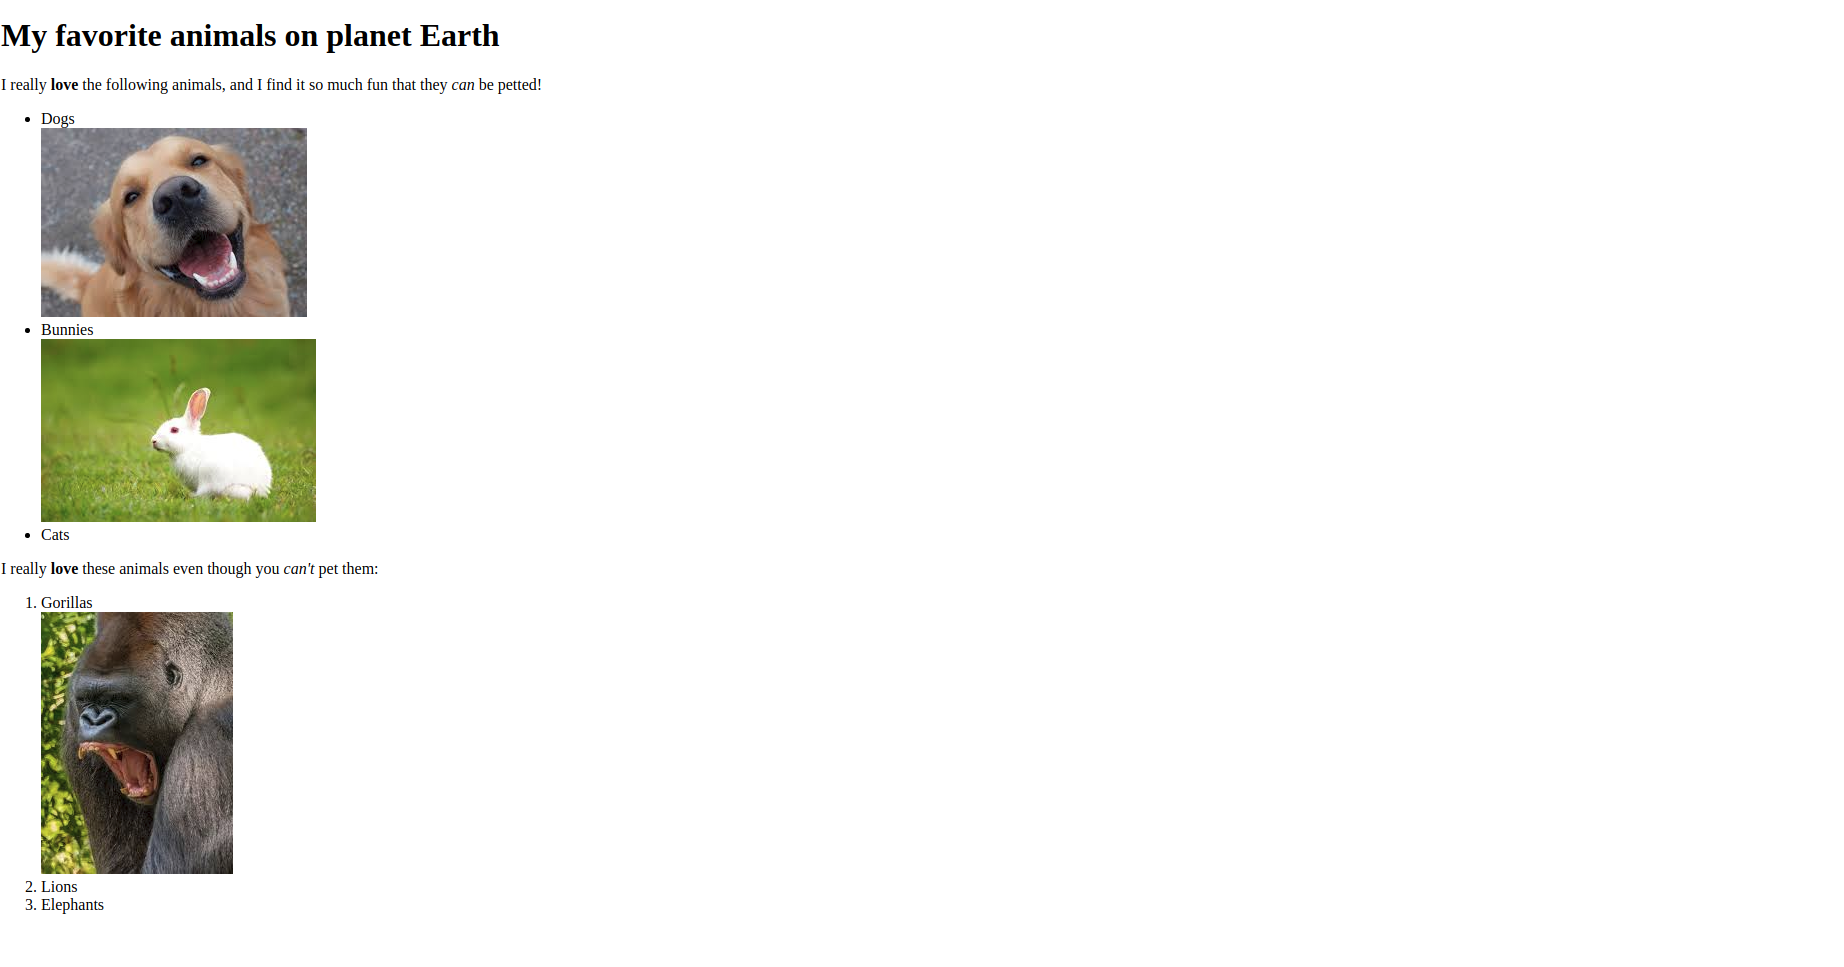 My favorite animals on planet Earth
I really love the following animals, and I find it so much fun that they can be petted!
• Dogs
• Bunnies
• Cats
I really love these animals even though you can't pet them:
1. Gorillas
2. Lions
3. Elephants